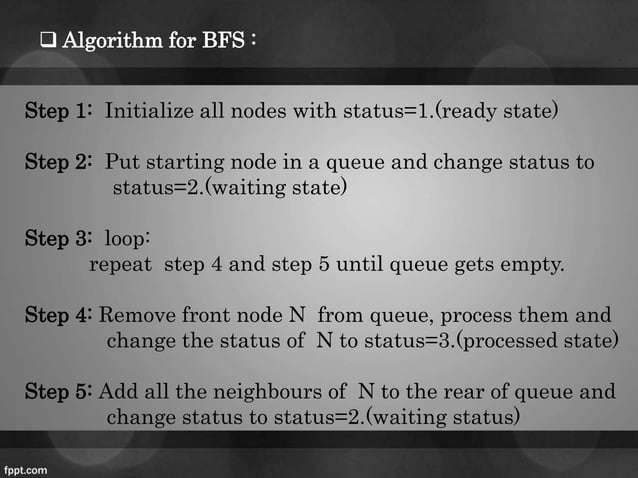 ❑ Algorithm for BFS :
Step 1: Initialize all nodes with status=1.(ready state)
Step 2: Put starting node in a queue and change status to
status=2.(waiting state)
Step 3: loop:
repeat step 4 and step 5 until queue gets empty.
Step 4: Remove front node N from queue, process them and
change the status of N to status=3.(processed state)
Step 5: Add all the neighbours of N to the rear of queue and
change status to status=2.(waiting status)
fppt.com